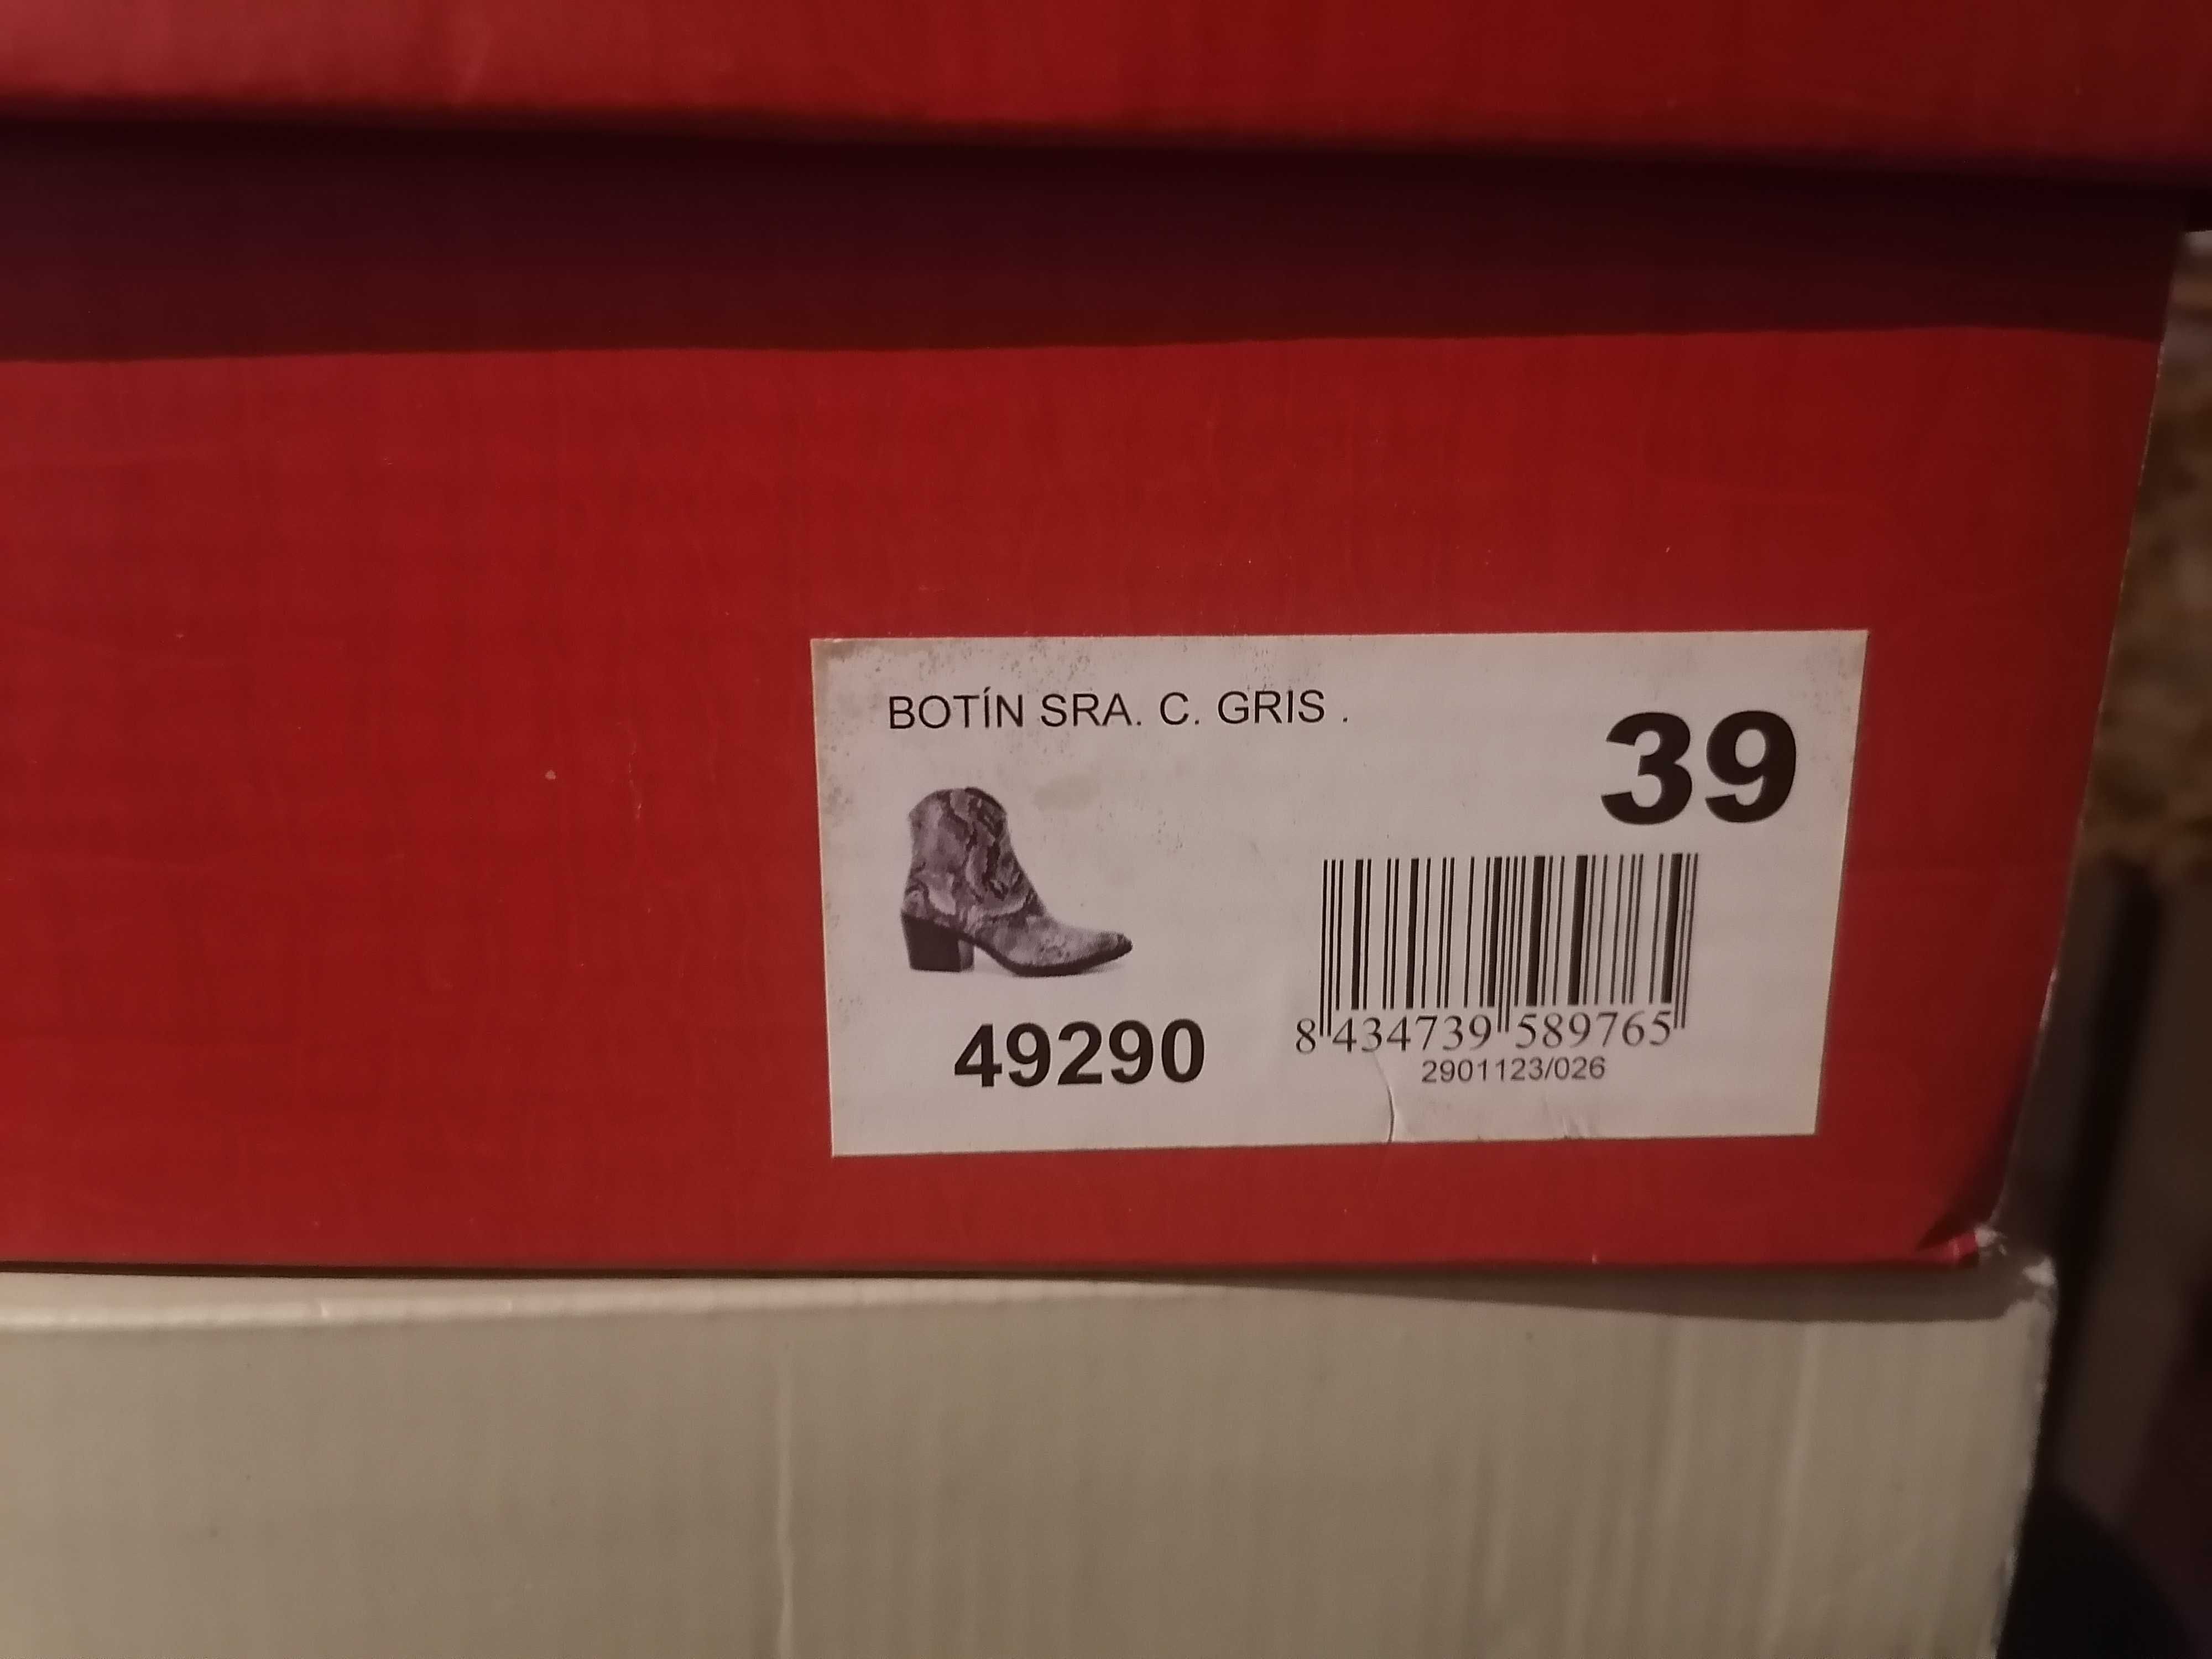 BOTÍN SRA. C. GRIS .
39
49290
8 434739 589765
2901123/026